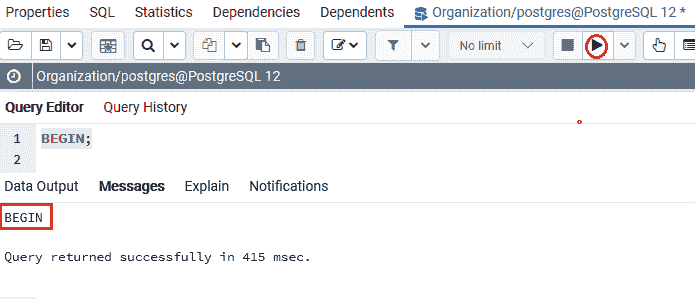 Properties SQL Statistics Dependencies Dependents Organization/postgres@PostgreSQL 12 *
No limit
Organization/postgres@PostgreSQL 12
Query Editor Query History
1 BEGIN;
2
Data Output Messages Explain Notifications
BEGIN
Query returned successfully in 415 msec.